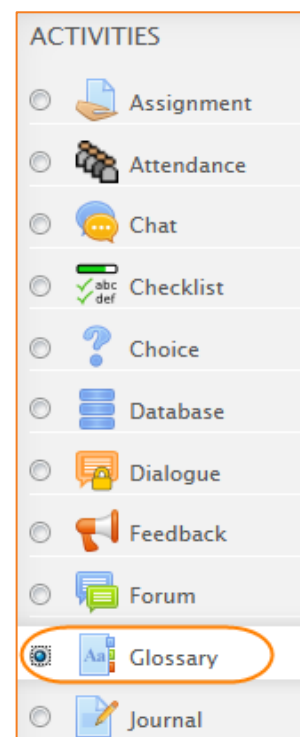 ACTIVITIES
Assignment
Attendance
Chat
abc
def
Checklist
Choice
Database
Dialogue
Feedback
Forum
Aa
Glossary
Journal